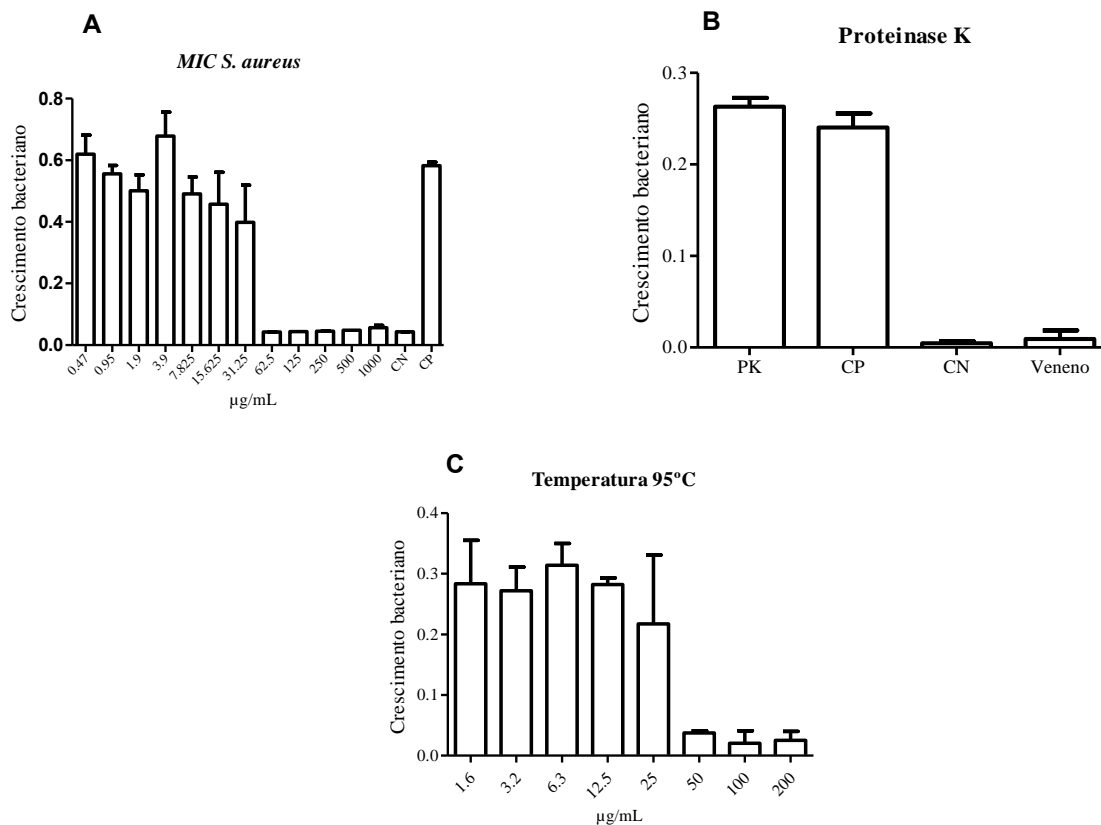 A
MIC S. aureus
Crescimento bacteriano
0.8
0.6
0.4
0.2
0.0
0.47 0.95 1.9 3.9 7.825 15.625 31.25 62.5 125 250 500 1000 CN CP
µg/mL
B
Proteinase K
Crescimento bacteriano
0.3
0.2
0.1
0.0
PK CP CN Veneno
C
Temperatura 95ºC
Crescimento bacteriano
0.4
0.3
0.2
0.1
0.0
1.6 3.2 6.3 12.5 25 50 100 200
µg/mL